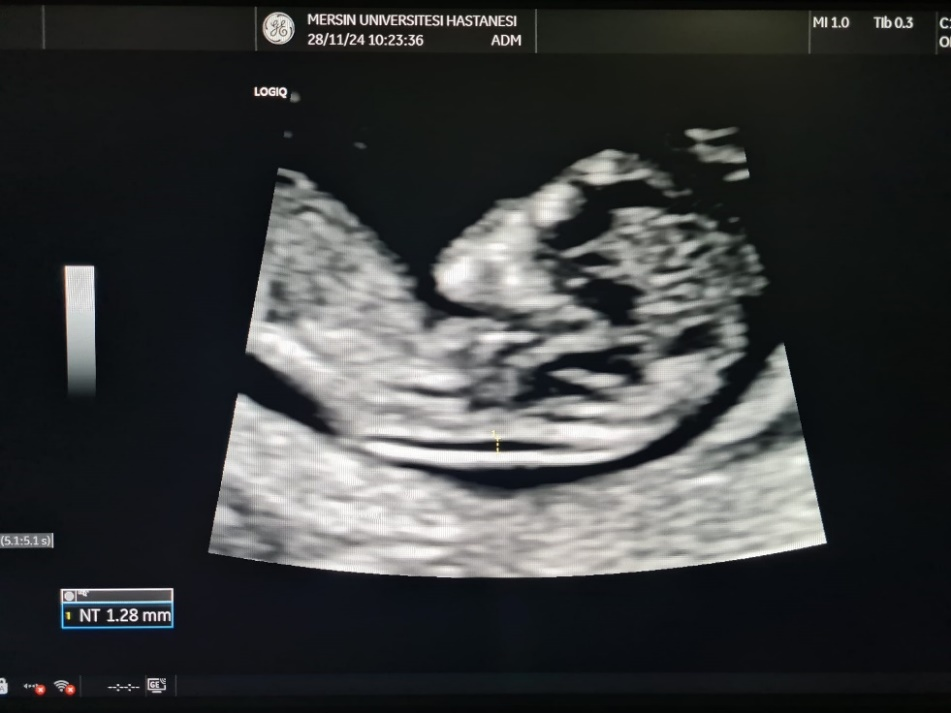 MERSIN UNIVERSITESI HASTANESI
28/11/24 10:23:36 ADM
MI 1.0 TIb 0.3
LOGIQ
(5.1:5.1 s)
1 NT 1.28 mm
--:--:-- GE